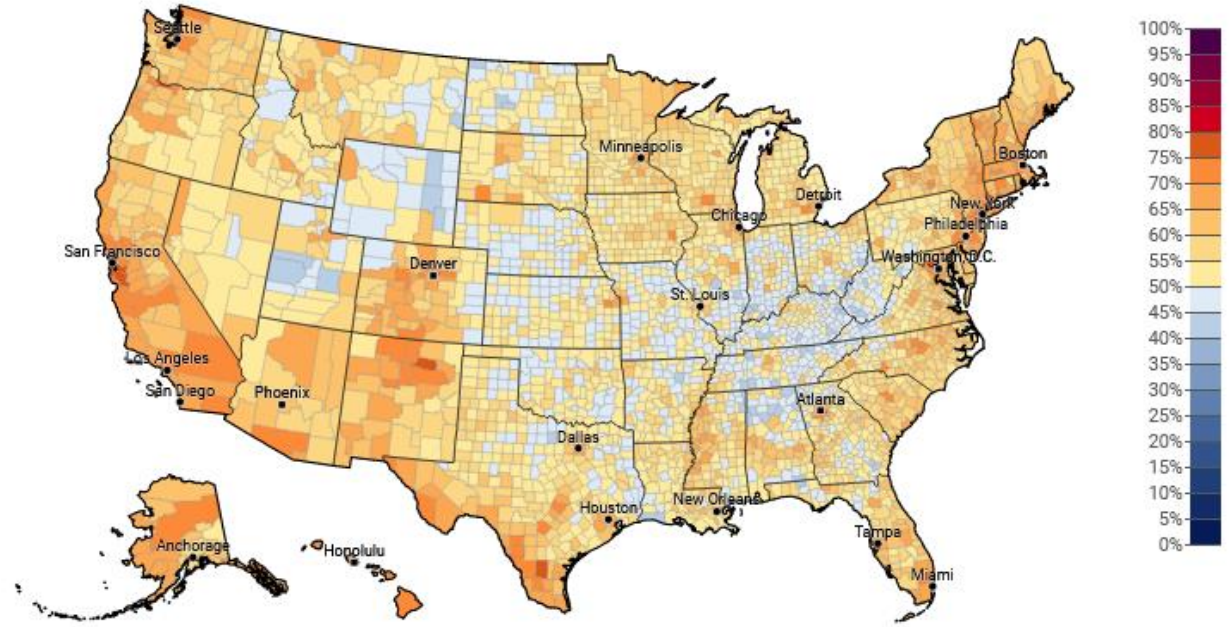 Seattle
Minneapolis
Boston
Detroit
New York
Chicago
Philadelphia
San Francisco
Denver
Washington D.C.
St. Louis
Los Angeles
San Diego
Phoenix
Atlanta
Dallas
Houston
New Orleans
Tampa
Anchorage
Honolulu
Miami
100%
95%
90%
85%
80%
75%
70%
65%
60%
55%
50%
45%
40%
35%
30%
25%
20%
15%
10%
5%
0%